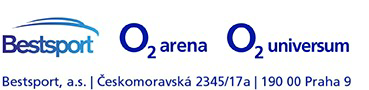 Bestsport O2 arena O2 universum
Bestsport, a.s. | Českomoravská 2345/17a | 190 00 Praha 9